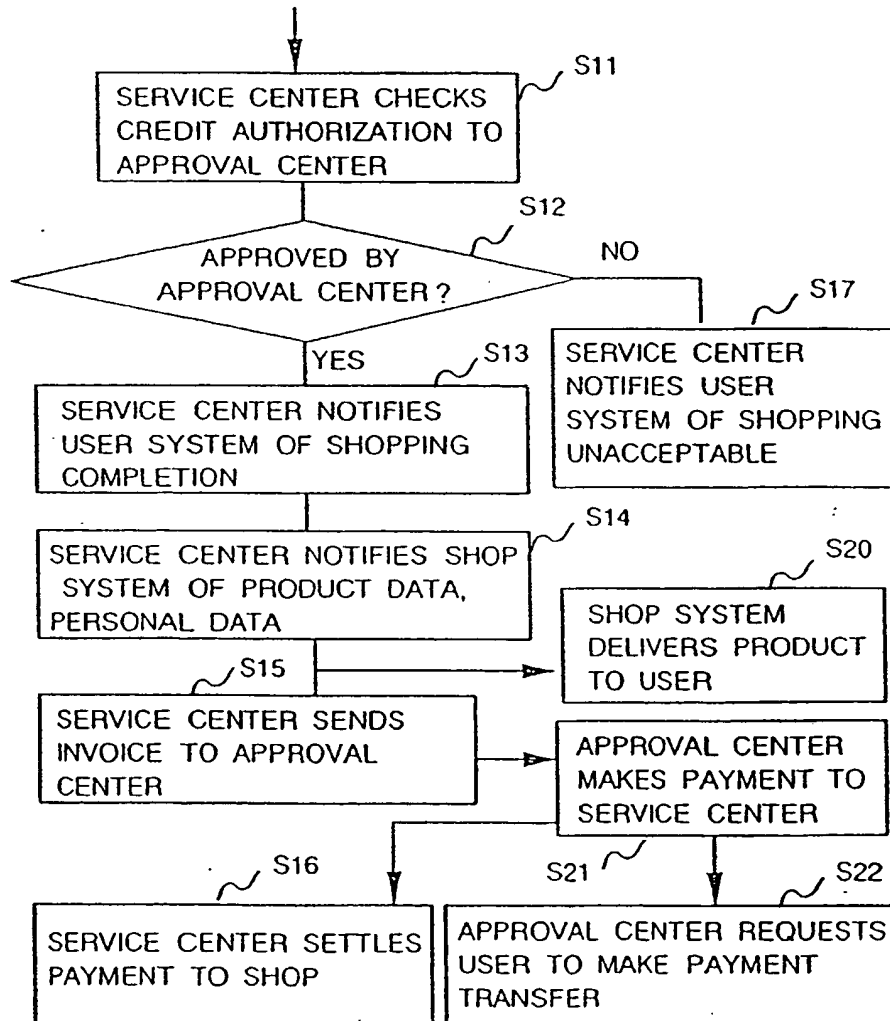 S11
SERVICE CENTER CHECKS
CREDIT AUTHORIZATION TO
APPROVAL CENTER
S12
APPROVED BY
APPROVAL CENTER?
NO
YES
S17
SERVICE CENTER
NOTIFIES USER
SYSTEM OF SHOPPING
UNACCEPTABLE
S13
SERVICE CENTER NOTIFIES
USER SYSTEM OF SHOPPING
COMPLETION
S14
SERVICE CENTER NOTIFIES SHOP
SYSTEM OF PRODUCT DATA,
PERSONAL DATA
S20
SHOP SYSTEM
DELIVERS PRODUCT
TO USER
S15
SERVICE CENTER SENDS
INVOICE TO APPROVAL
CENTER
APPROVAL CENTER
MAKES PAYMENT TO
SERVICE CENTER
S21
S16
SERVICE CENTER SETTLES
PAYMENT TO SHOP
S22
APPROVAL CENTER REQUESTS
USER TO MAKE PAYMENT
TRANSFER